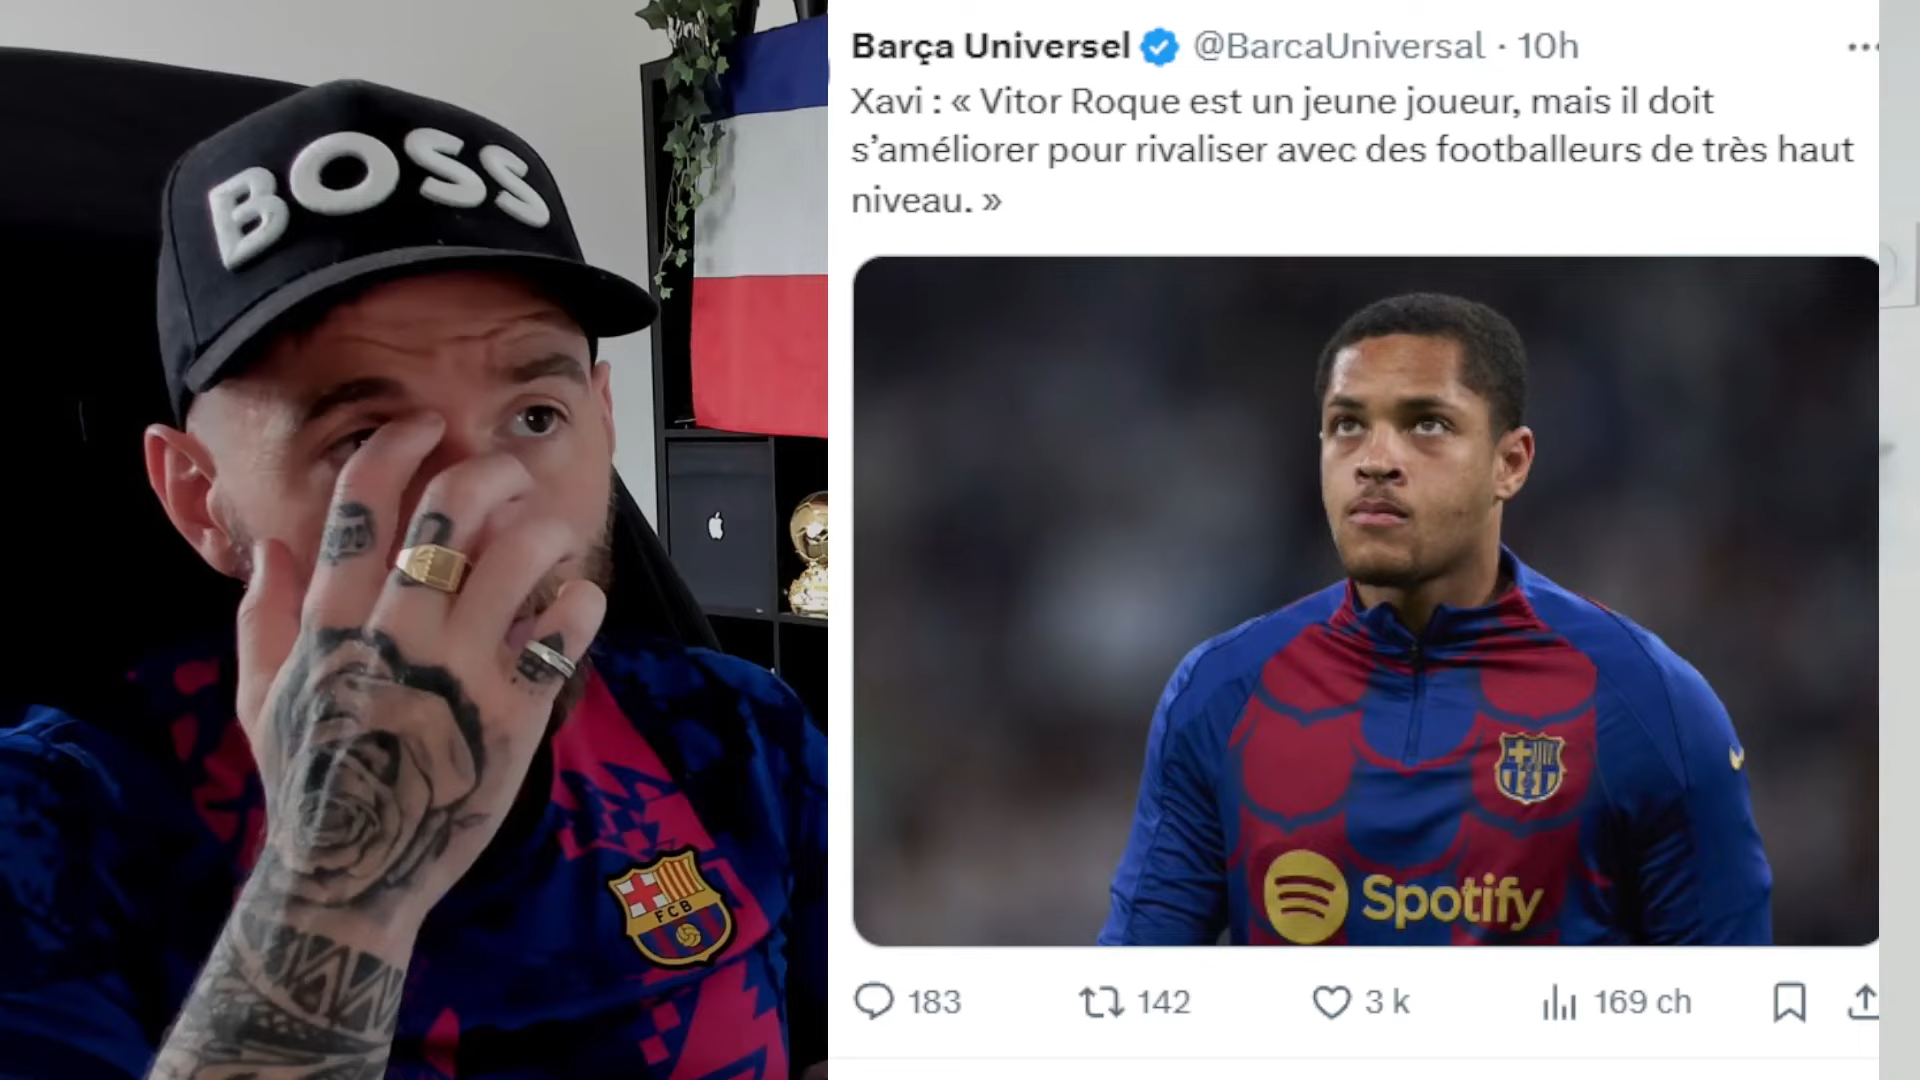 BOSS
FCB
Barça Universel @BarcaUniversal · 10h
Xavi : « Vitor Roque est un jeune joueur, mais il doit
s’améliorer pour rivaliser avec des footballeurs de très haut
niveau. »
Spotify
183 142 3 k 169 ch